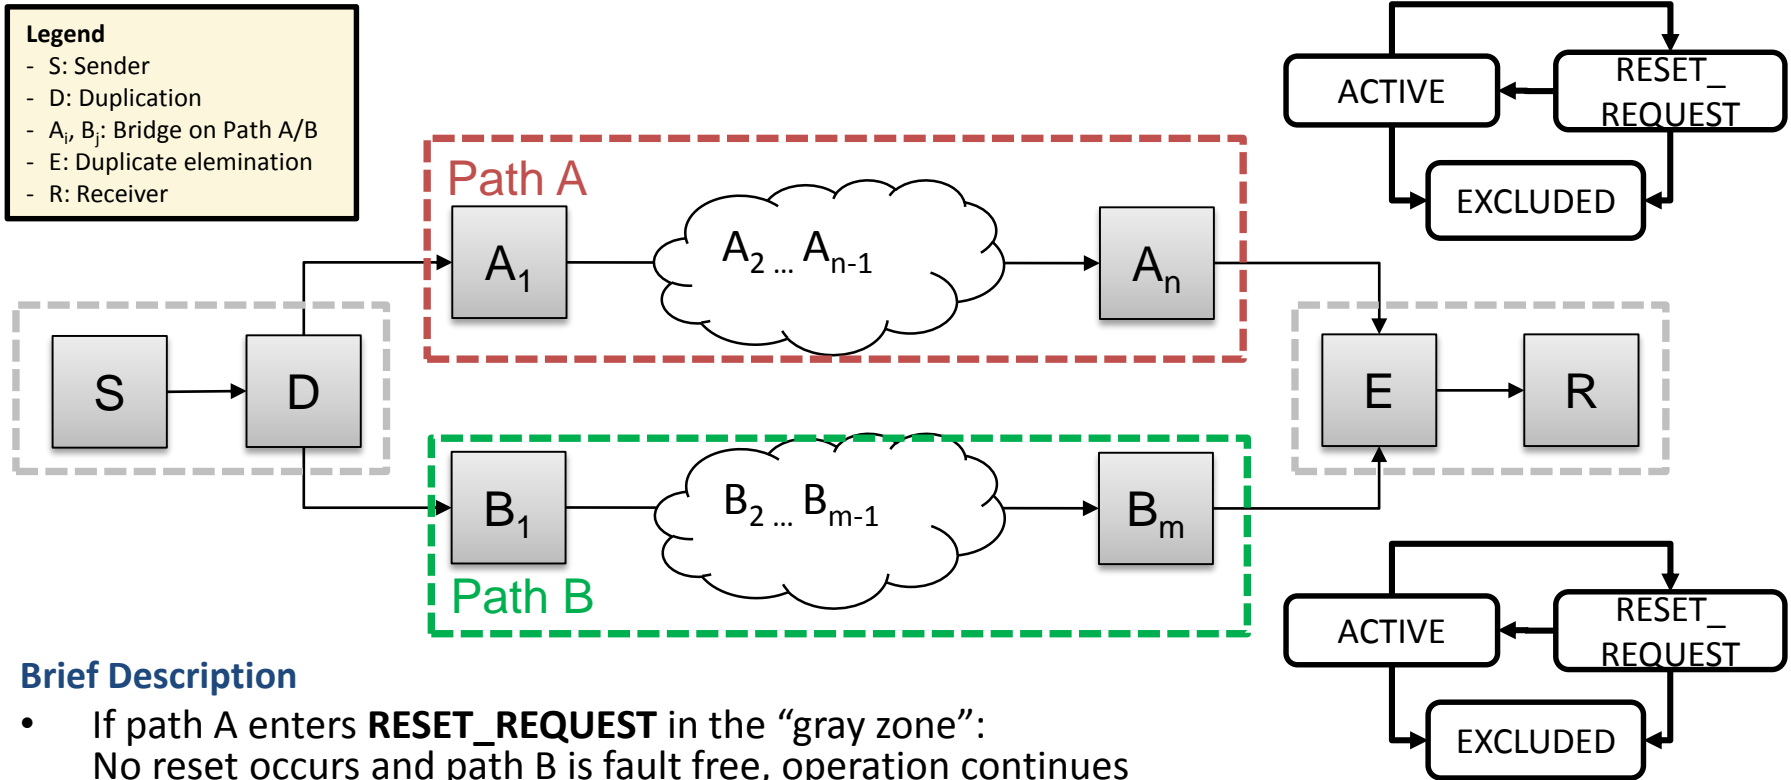 Legend
- S: Sender
- D: Duplication
- Ai, Bj: Bridge on Path A/B
- E: Duplicate elemination
- R: Receiver
ACTIVE
RESET_
REQUEST
EXCLUDED
Path A
A1
A2 ... An-1
An
S
D
E
R
B1
B2 ... Bm-1
Bm
Path B
ACTIVE
RESET_
REQUEST
EXCLUDED
Brief Description
• If path A enters RESET_REQUEST in the “gray zone”:
No reset occurs and path B is fault free, operation continues